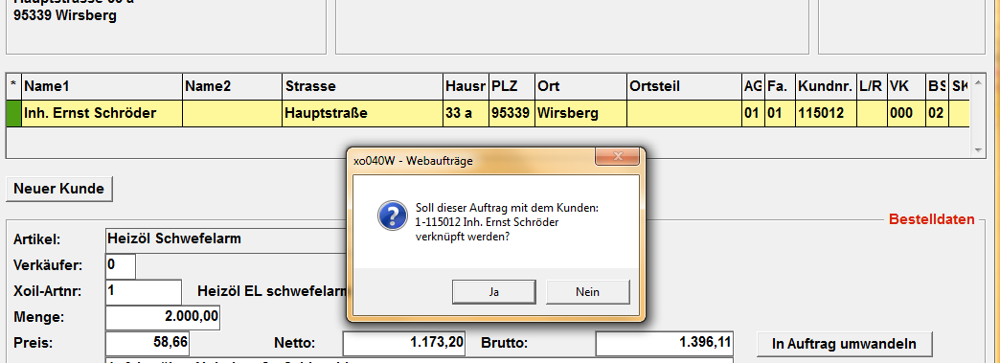 95339 Wirsberg
* Name1 Name2 Strasse Hausr PLZ Ort Ortsteil AG Fa. Kundnr. L/R VK BS SK
Inh. Ernst Schröder Hauptstraße 33 a 95339 Wirsberg 01 01 115012 000 02
xo040W - Webaufträge
Soll dieser Auftrag mit dem Kunden:
1-115012 Inh. Ernst Schröder
verknüpft werden?
Ja Nein
Neuer Kunde
Bestelldaten
Artikel: Heizöl Schwefelarm
Verkäufer: 0
Xoil-Artnr: 1 Heizöl EL schwefelarm
Menge: 2.000,00
Preis: 58,66 Netto: 1.173,20 Brutto: 1.396,11 In Auftrag umwandeln